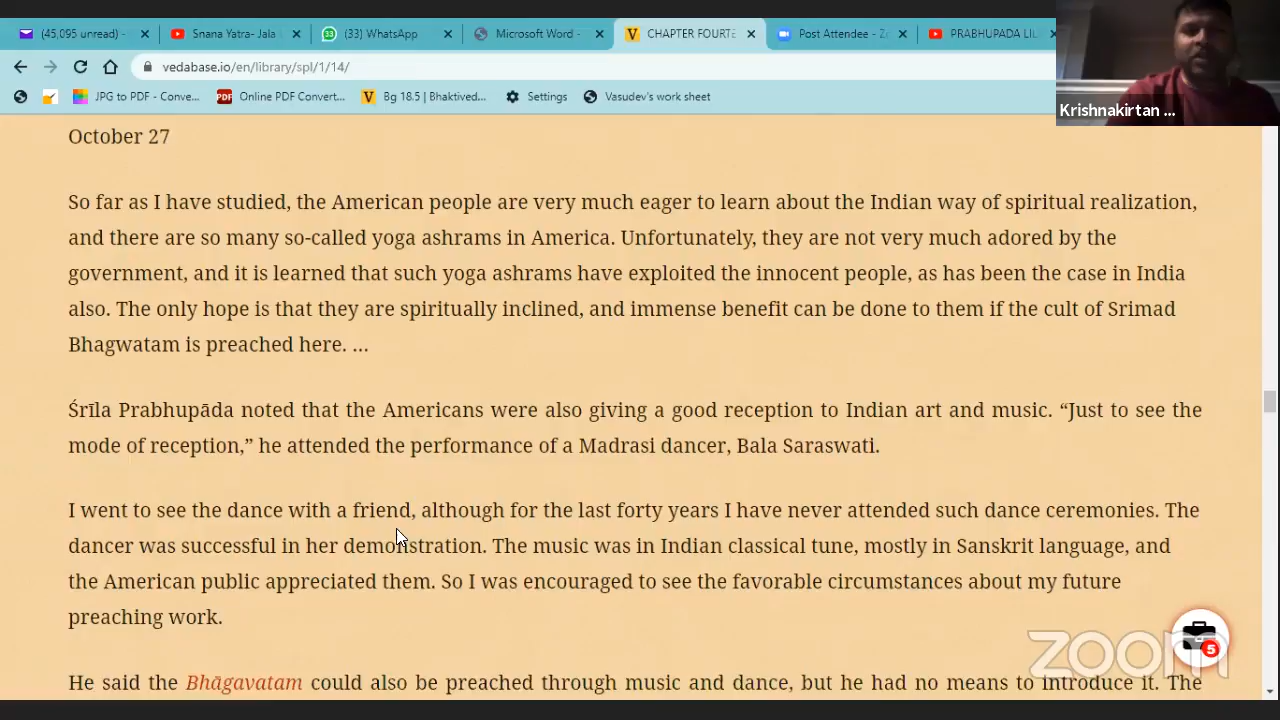 (45,095 unread) -
Snana Yatra- Jala
(33) WhatsApp
Microsoft Word -
CHAPTER FOURTE
Post Attendee - Zo
PRABHUPADA LIL
vedabase.io/en/library/spl/1/14/
JPG to PDF - Conve...
PDF Online PDF Convert...
Bg 18.5 | Bhaktived...
Settings
Vasudev's work sheet
Krishnakirtan ...
October 27
So far as I have studied, the American people are very much eager to learn about the Indian way of spiritual realization,
and there are so many so-called yoga ashrams in America. Unfortunately, they are not very much adored by the
government, and it is learned that such yoga ashrams have exploited the innocent people, as has been the case in India
also. The only hope is that they are spiritually inclined, and immense benefit can be done to them if the cult of Srimad
Bhagwatam is preached here. ...
Śrīla Prabhupāda noted that the Americans were also giving a good reception to Indian art and music. “Just to see the
mode of reception,” he attended the performance of a Madrasi dancer, Bala Saraswati.
I went to see the dance with a friend, although for the last forty years I have never attended such dance ceremonies. The
dancer was successful in her demonstration. The music was in Indian classical tune, mostly in Sanskrit language, and
the American public appreciated them. So I was encouraged to see the favorable circumstances about my future
preaching work.
5
zoom
He said the Bhāgavatam could also be preached through music and dance, but he had no means to introduce it. The